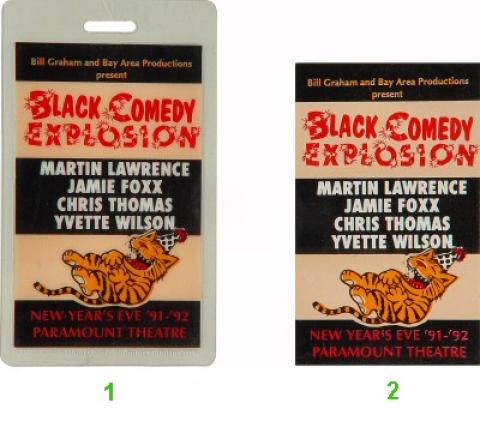 Bill Graham and Bay Area Productions
present
BLACK COMEDY
EXPLOSION
MARTIN LAWRENCE
JAMIE FOXX
CHRIS THOMAS
YVETTE WILSON
NEW YEAR'S EVE '91-'92
PARAMOUNT THEATRE
1
Bill Graham and Bay Area Productions
present
BLACK COMEDY
EXPLOSION
MARTIN LAWRENCE
JAMIE FOXX
CHRIS THOMAS
YVETTE WILSON
NEW YEAR'S EVE '91-'92
PARAMOUNT THEATRE
2